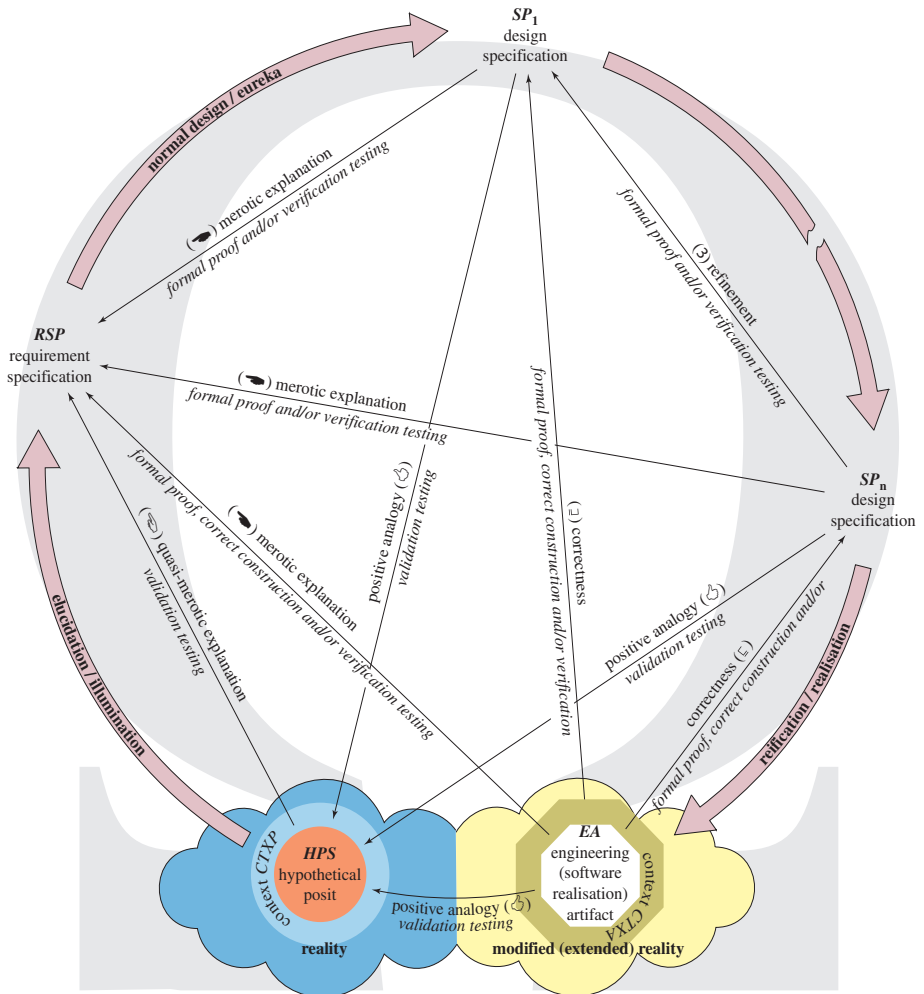 SP1
design
specification
normal design / eureka
(☛) merotic explanation
formal proof and/or verification testing
(3) refinement
formal proof and/or verification testing
RSP
requirement
specification
(☛) merotic explanation
formal proof and/or verification testing
SPn
design
specification
formal proof, correct construction and/or verification
(⊒) correctness
positive analogy (👍)
validation testing
(☛) merotic explanation
formal proof, correct construction and/or verification testing
(☞) quasi-merotic explanation
validation testing
elucidation / illumination
positive analogy (👍)
validation testing
correctness (⊑)
formal proof, correct construction and/or
reification / realisation
context CTXP
HPS
hypothetical
posit
EA
engineering
(software
realisation)
artifact
context CTXA
positive analogy (👍)
validation testing
reality
modified (extended) reality